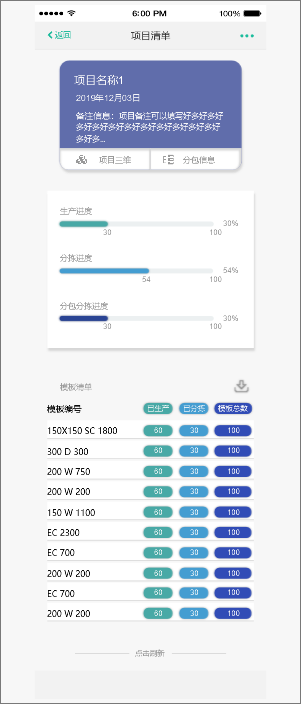 6:00 PM
100%
返回
项目清单
项目名称1
2019年12月03日
备注信息：项目备注可以填写好多好多好
多好多好多好多好多好多好多好多好多
好多好多...
项目三维
分包信息
生产进度
30%
30
100
分拣进度
54%
54
100
分包分拣进度
30%
30
100
模板清单
模板编号 已生产 已分拣 模板总数
150X150 SC 1800 60 30 100
300 D 300 60 30 100
200 W 750 60 30 100
200 W 200 60 30 100
150 W 1100 60 30 100
EC 2300 60 30 100
EC 700 60 30 100
200 W 200 60 30 100
EC 700 60 30 100
200 W 200 60 30 100
点击刷新